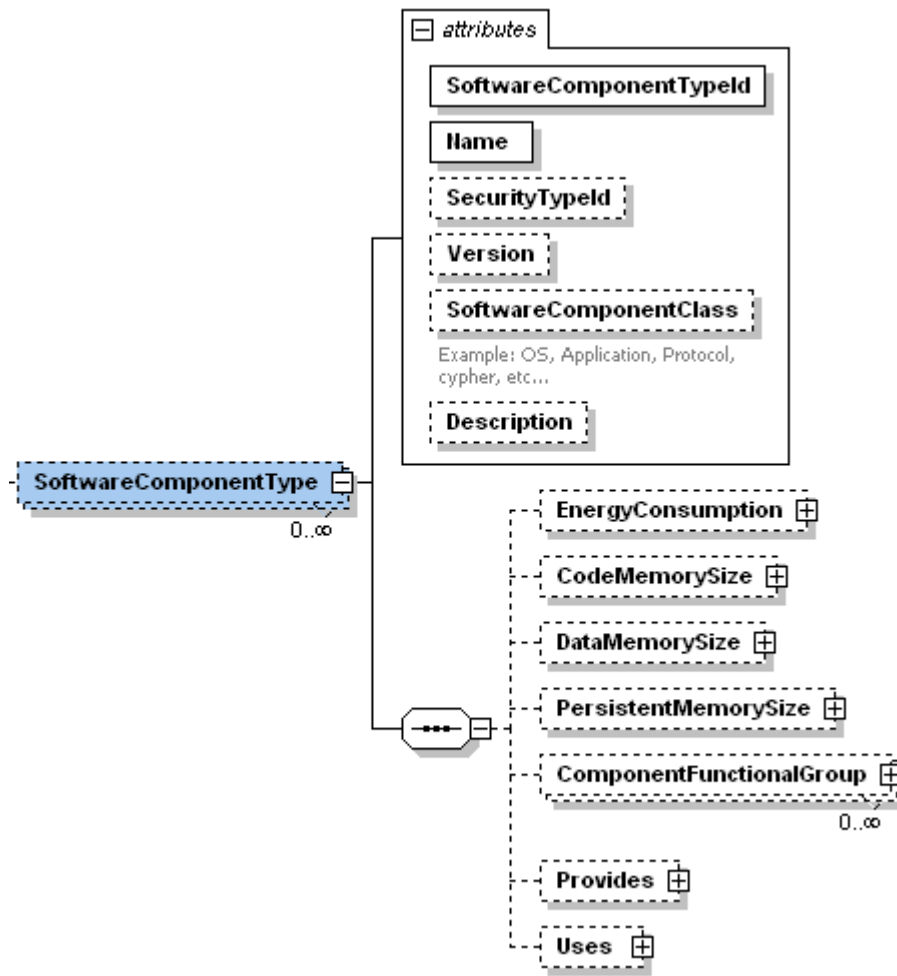 attributes
SoftwareComponentTypeId
Name
SecurityTypeId
Version
SoftwareComponentClass
Example: OS, Application, Protocol,
cypher, etc...
Description
SoftwareComponentType
0..∞
EnergyConsumption
CodeMemorySize
DataMemorySize
PersistentMemorySize
ComponentFunctionalGroup
0..∞
Provides
Uses